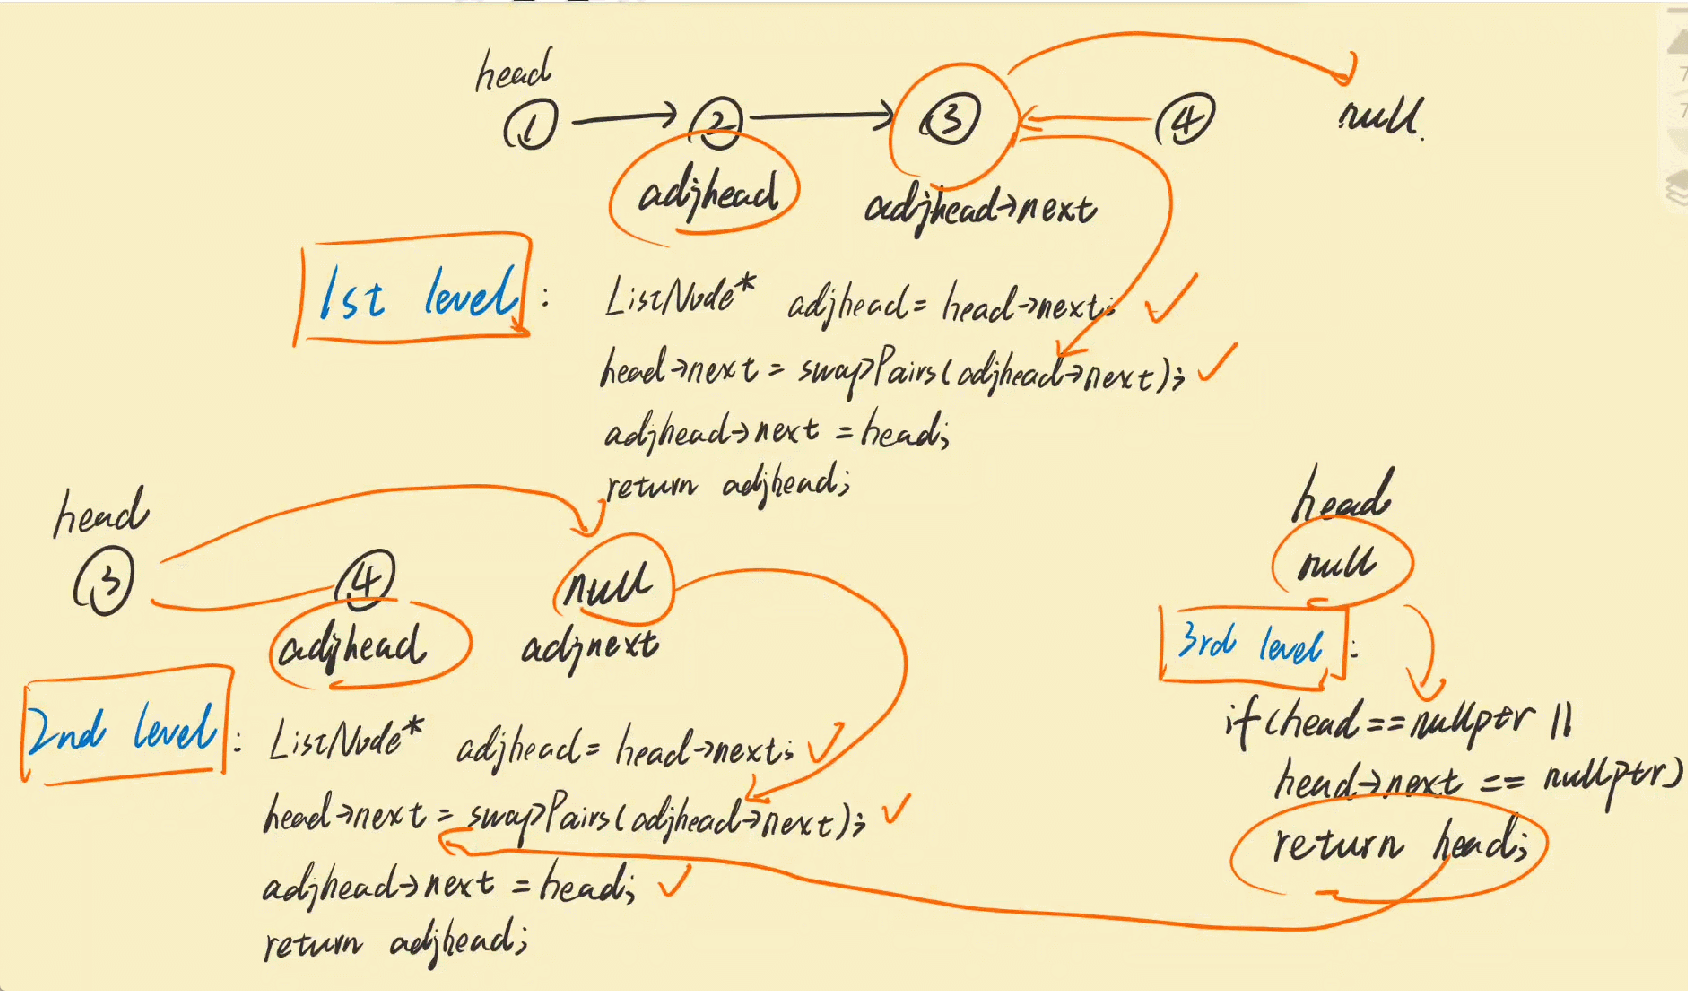 head
① ② ③ ④ null
adjhead adjhead->next
1st level : ListNode* adjhead = head->next;
head->next = swapPairs(adjhead->next);
adjhead->next = head;
return adjhead;
head
③ ④ null
adjhead adjnext
2nd level : ListNode* adjhead = head->next;
head->next = swapPairs(adjhead->next);
adjhead->next = head;
return adjhead;
head
null
3rd level :
if (head == nullptr ||
head->next == nullptr)
return head;